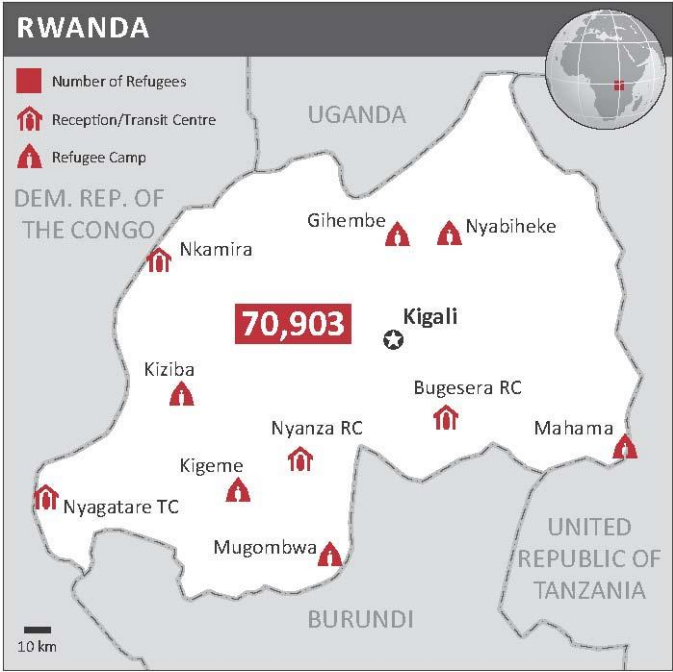 RWANDA
Number of Refugees
Reception/Transit Centre
Refugee Camp
UGANDA
DEM. REP. OF
THE CONGO
Gihembe
Nyabiheke
Nkamira
70,903
Kigali
Kiziba
Bugesera RC
Nyanza RC
Mahama
Kigeme
Nyagatare TC
Mugombwa
UNITED
REPUBLIC OF
TANZANIA
BURUNDI
10 km